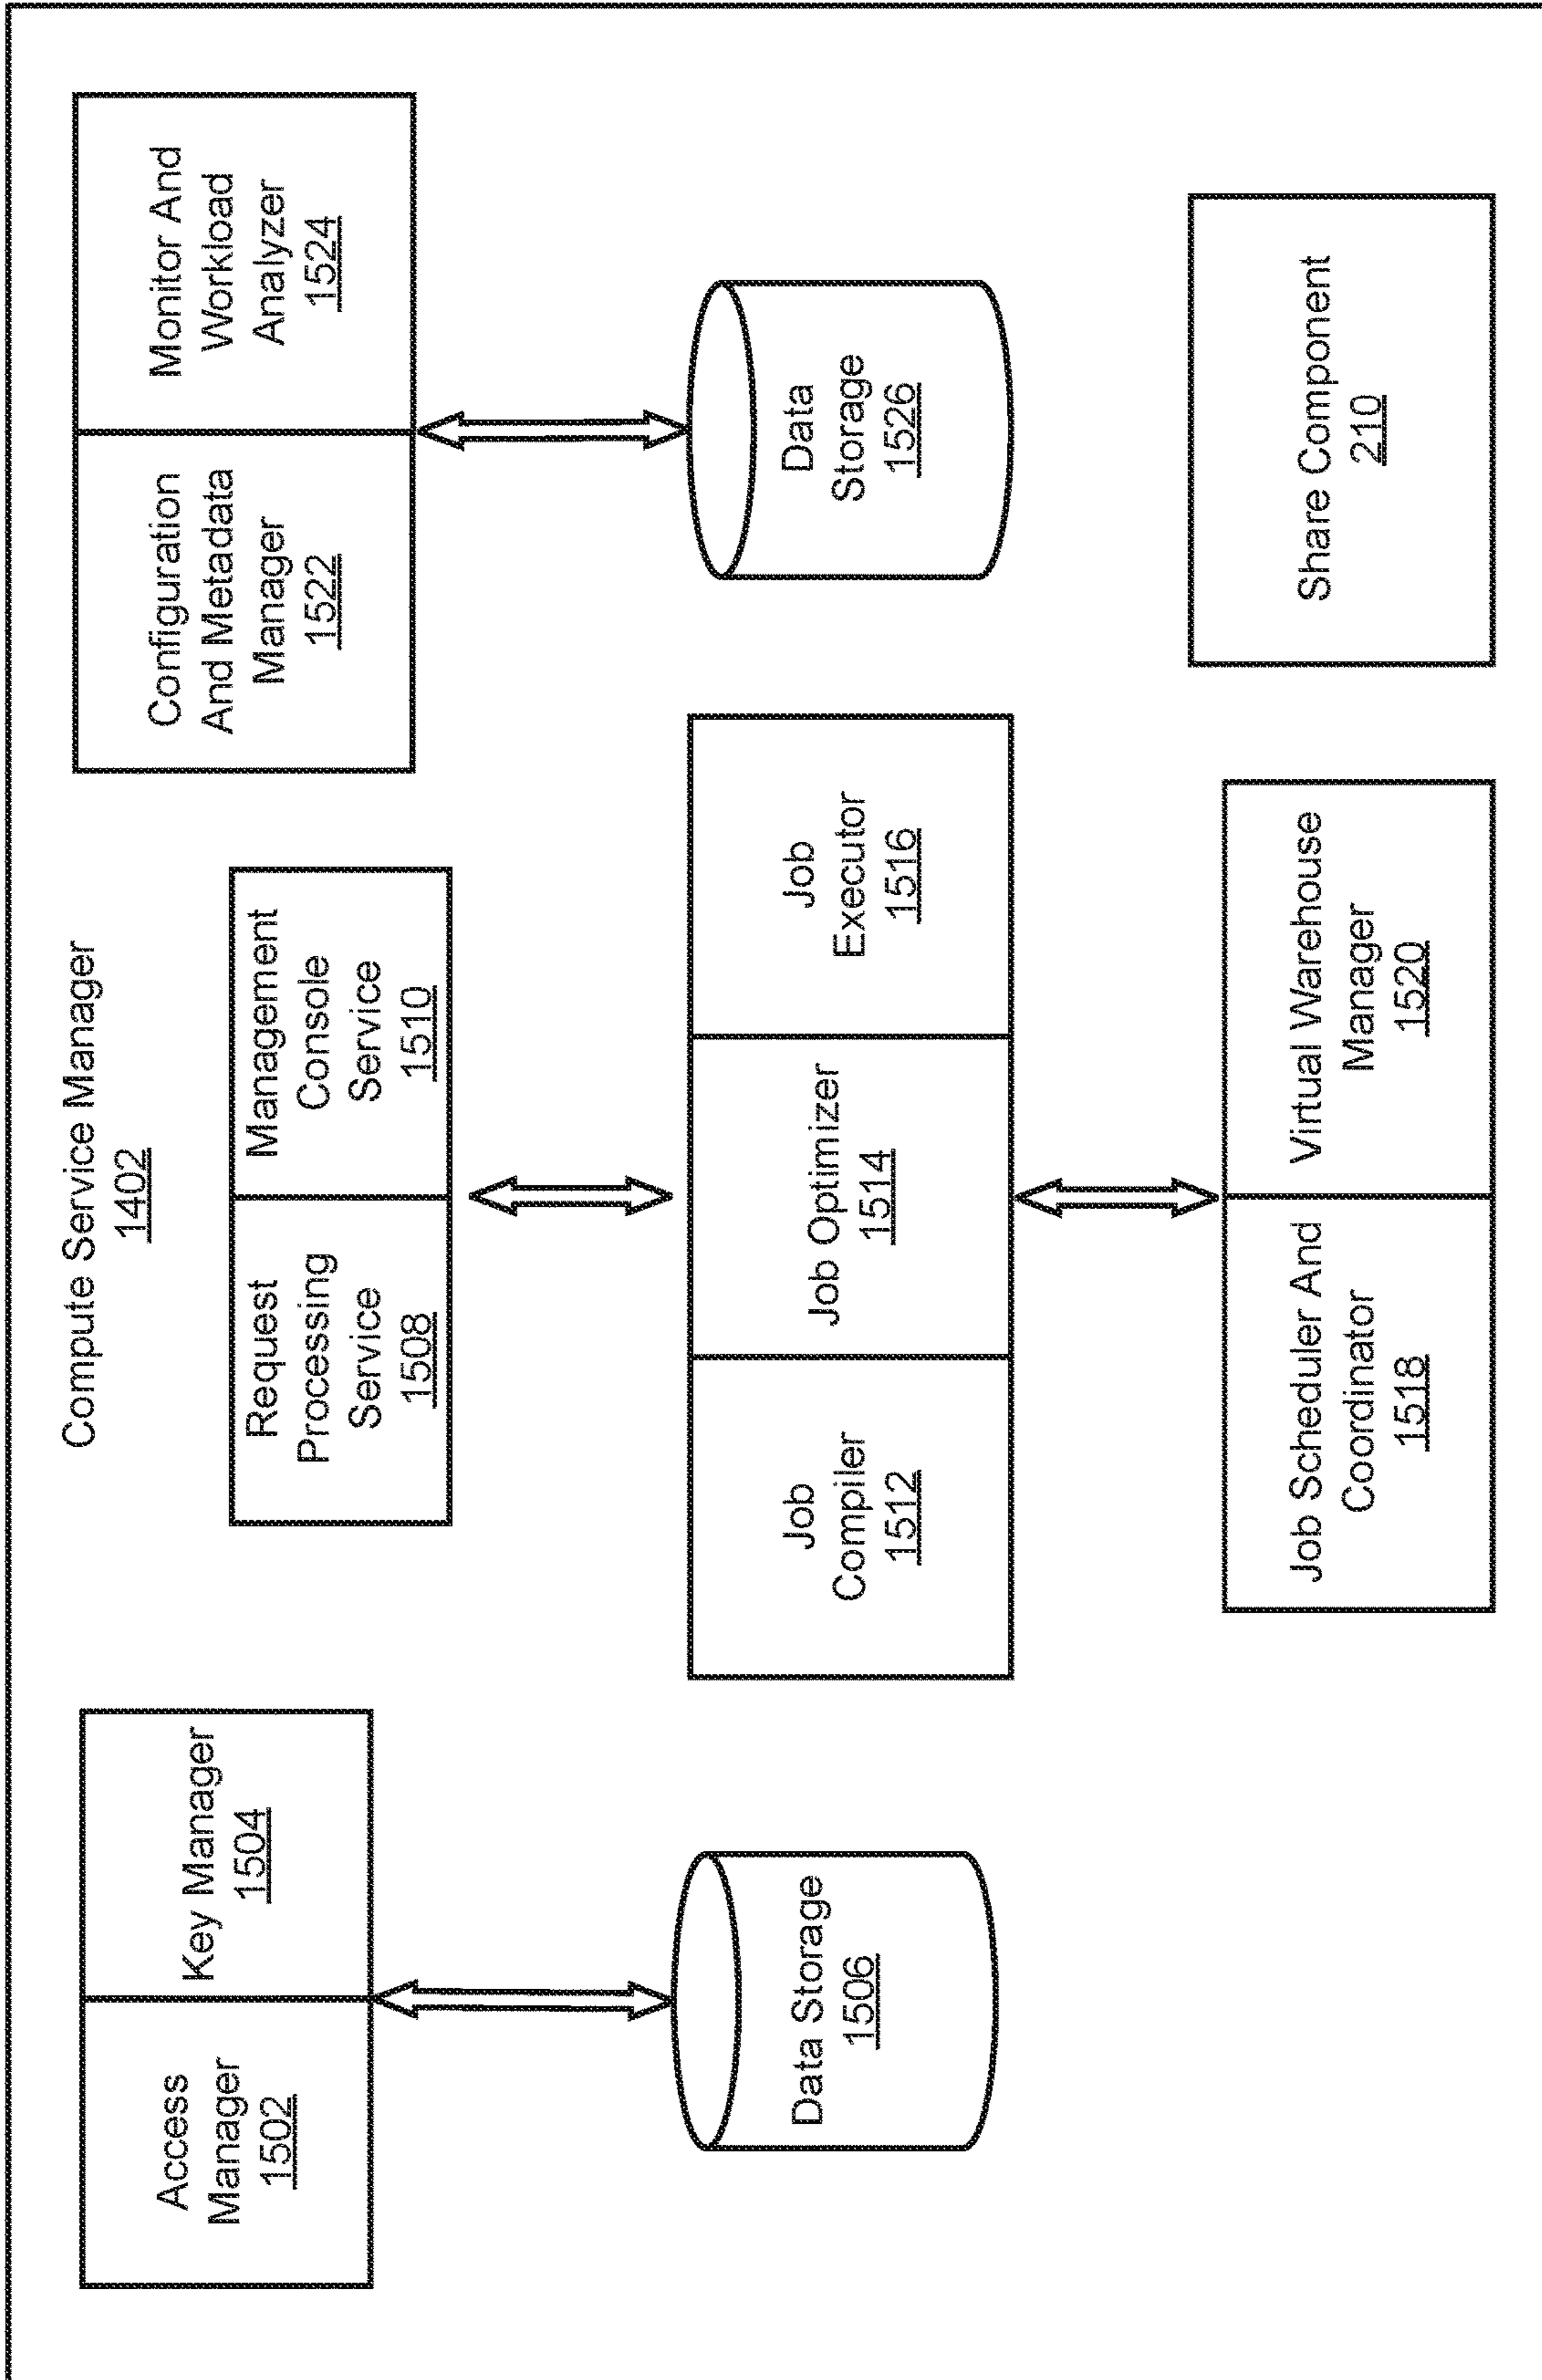 Compute Service Manager
1402
Access
Manager
1502
Key Manager
1504
Request
Processing
Service
1508
Management
Console
Service
1510
Configuration
And Metadata
Manager
1522
Monitor And
Workload
Analyzer
1524
Data Storage
1506
Job
Compiler
1512
Job Optimizer
1514
Job
Executor
1516
Data
Storage
1526
Job Scheduler And
Coordinator
1518
Virtual Warehouse
Manager
1520
Share Component
210